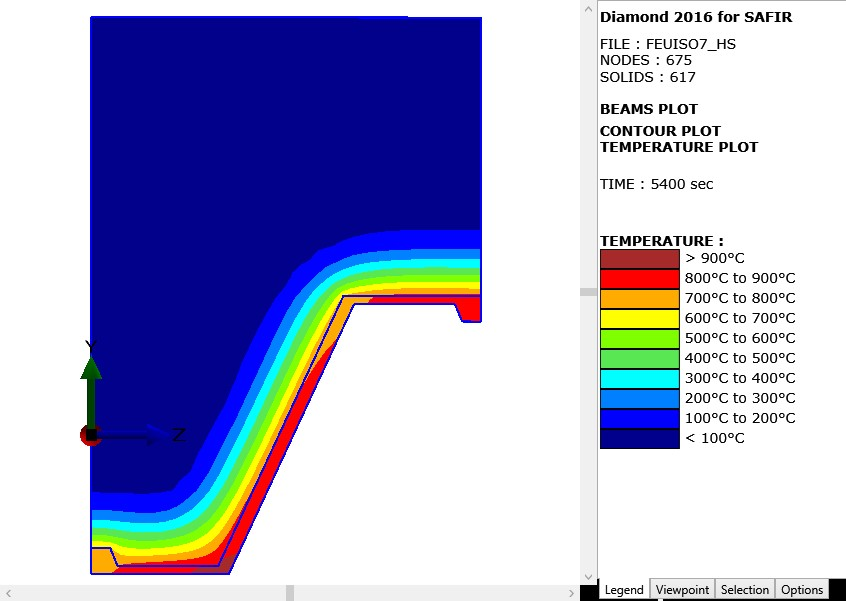 Diamond 2016 for SAFIR
FILE : FEUISO7_HS
NODES : 675
SOLIDS : 617
BEAMS PLOT
CONTOUR PLOT
TEMPERATURE PLOT
TIME : 5400 sec
TEMPERATURE :
> 900°C
800°C to 900°C
700°C to 800°C
600°C to 700°C
500°C to 600°C
400°C to 500°C
300°C to 400°C
200°C to 300°C
100°C to 200°C
< 100°C
Y
Z
Legend Viewpoint Selection Options